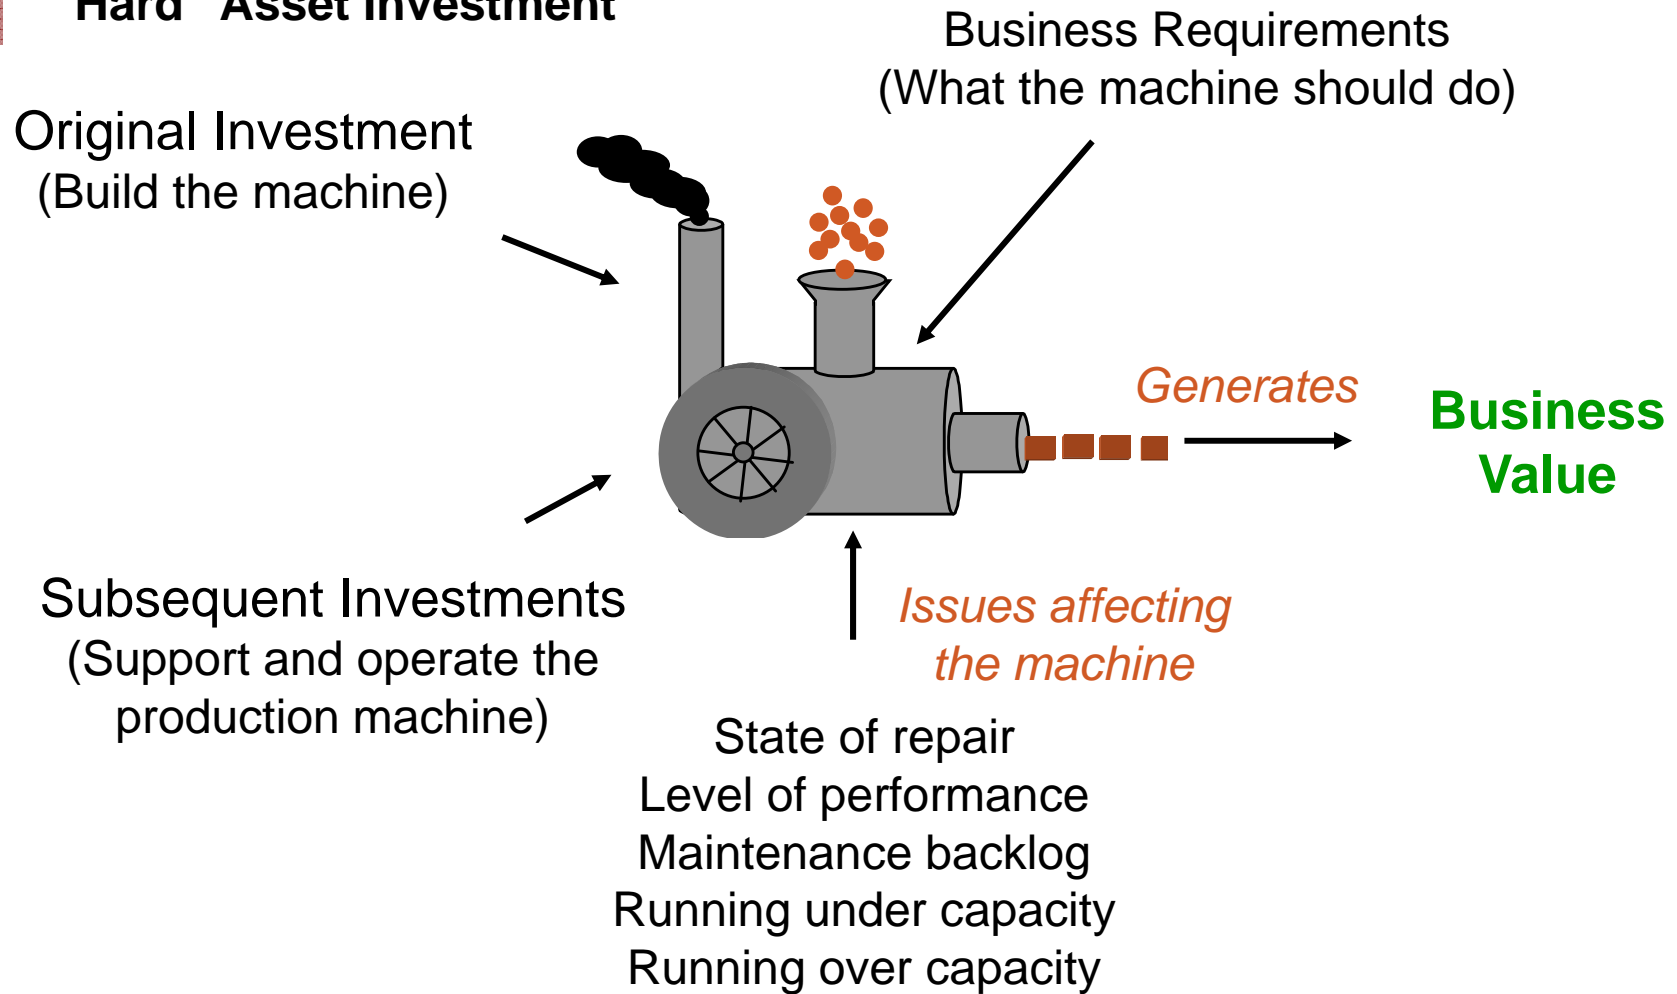 Hard" Asset Investment
Business Requirements
(What the machine should do)
Original Investment
(Build the machine)
Generates
Business
Value
Subsequent Investments
(Support and operate the
production machine)
Issues affecting
the machine
State of repair
Level of performance
Maintenance backlog
Running under capacity
Running over capacity